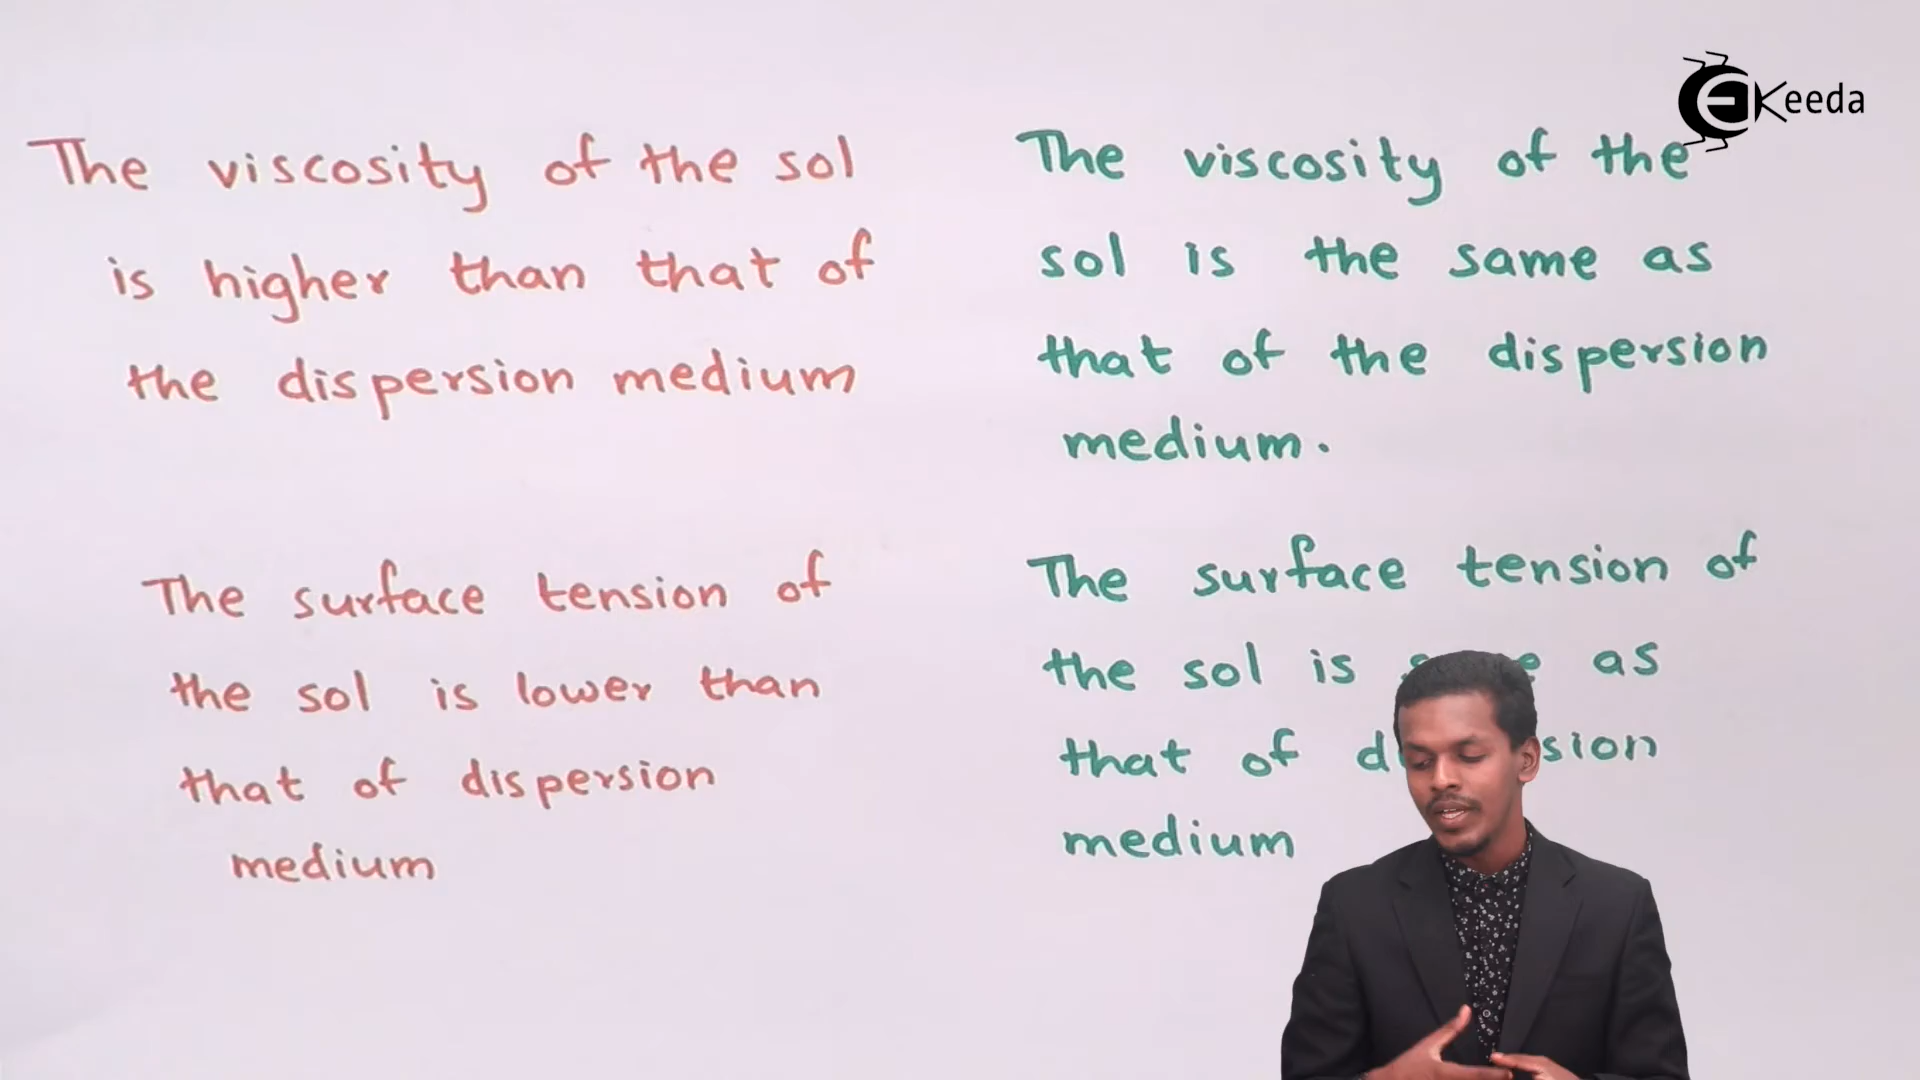 EKeeda
The viscosity of the sol
is higher than that of
the dispersion medium
The surface tension of
the sol is lower than
that of dispersion
medium
The viscosity of the
sol is the same as
that of the dispersion
medium.
The surface tension of
the sol is as
that of
medium